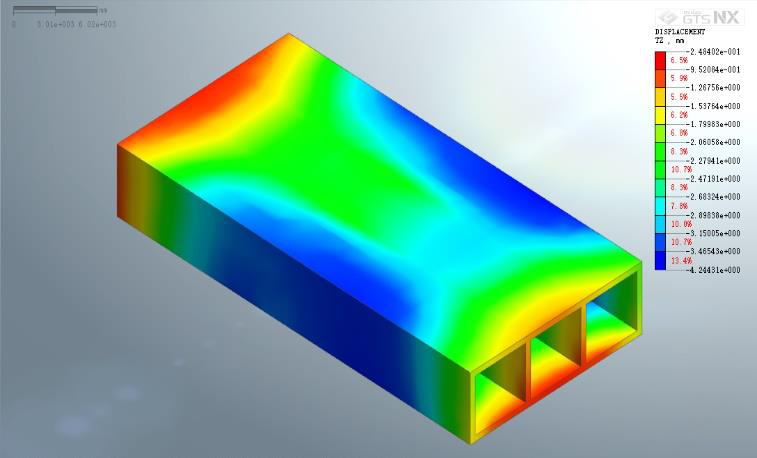 mm
0 3.01e+003 6.02e+003
midas
GTS NX
DISPLACEMENT
TZ , mm
-2.48402e-001
6.5%
-9.52084e-001
5.9%
-1.26756e+000
5.5%
-1.53764e+000
6.2%
-1.79983e+000
6.8%
-2.06058e+000
8.3%
-2.27941e+000
10.7%
-2.47191e+000
8.3%
-2.68324e+000
7.8%
-2.89838e+000
10.0%
-3.15005e+000
10.7%
-3.46543e+000
13.4%
-4.24431e+000